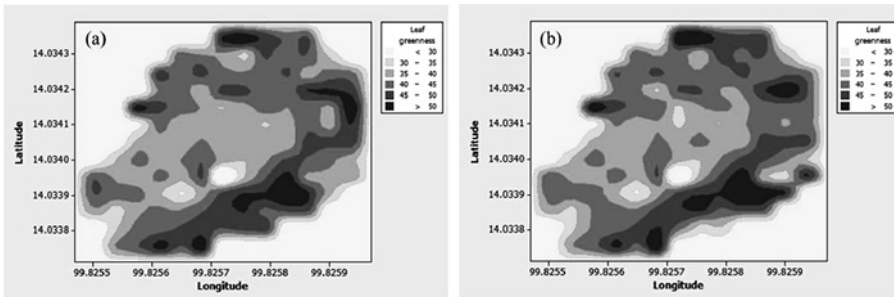 (a)
Leaf
greenness
< 30
30 – 35
35 – 40
40 – 45
45 – 50
> 50
14.0343
14.0342
14.0341
14.0340
14.0339
14.0338
Latitude
99.8255 99.8256 99.8257 99.8258 99.8259
Longitude
(b)
Leaf
greenness
< 30
30 – 35
35 – 40
40 – 45
45 – 50
> 50
14.0343
14.0342
14.0341
14.0340
14.0339
14.0338
Latitude
99.8255 99.8256 99.8257 99.8258 99.8259
Longitude